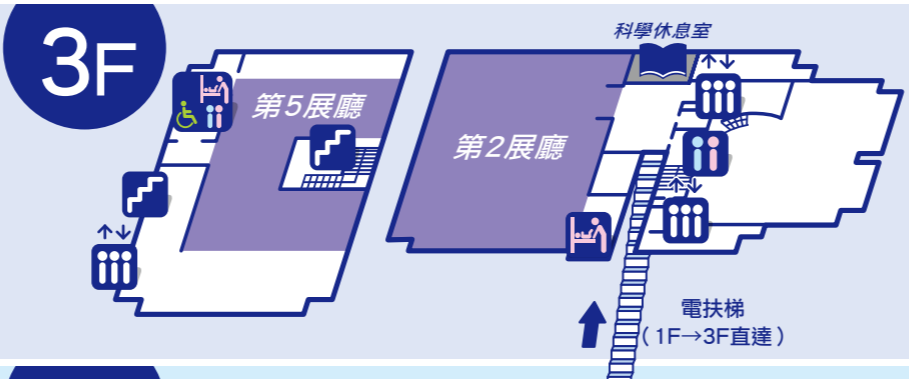 3F
科學休息室
第5展廳
第2展廳
電扶梯
(1F→3F直達)